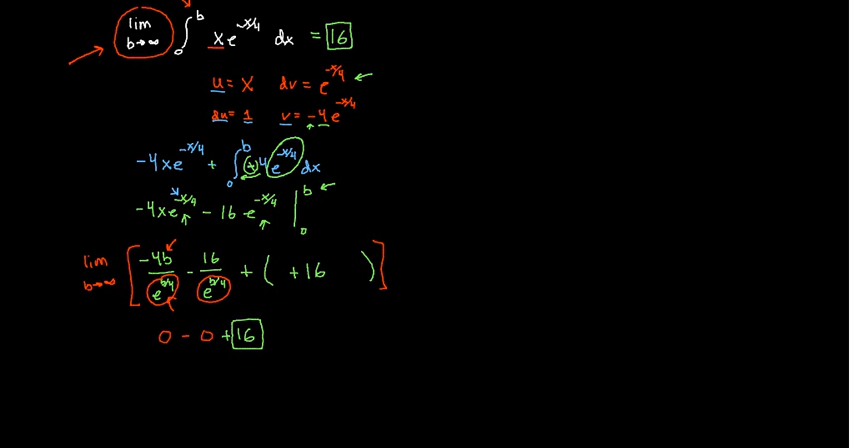 lim b→∞ ∫₀ᵇ xe^(-x/4) dx = 16
u = x dv = e^(-x/4)
du = 1 v = -4e^(-x/4)
-4xe^(-x/4) + ∫₀ᵇ 4e^(-x/4) dx
-4xe^(-x/4) - 16e^(-x/4) |₀ᵇ
lim b→∞ [ -4b/e^(b/4) - 16/e^(b/4) + ( +16 ) ]
0 - 0 + 16